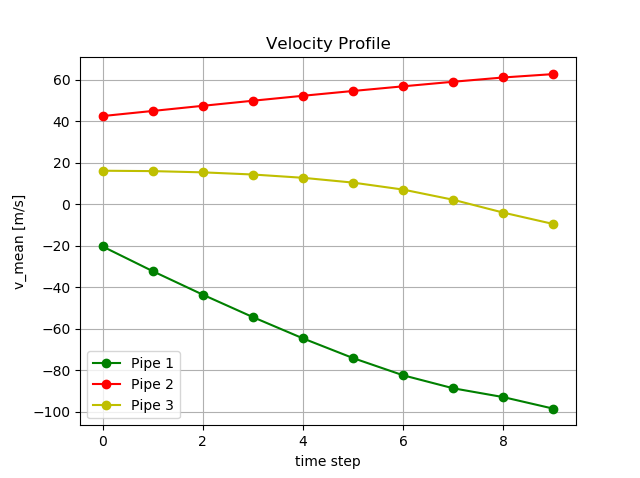 Velocity Profile
60
40
20
0
−20
−40
−60
−80
−100
v_mean [m/s]
Pipe 1
Pipe 2
Pipe 3
0 2 4 6 8
time step